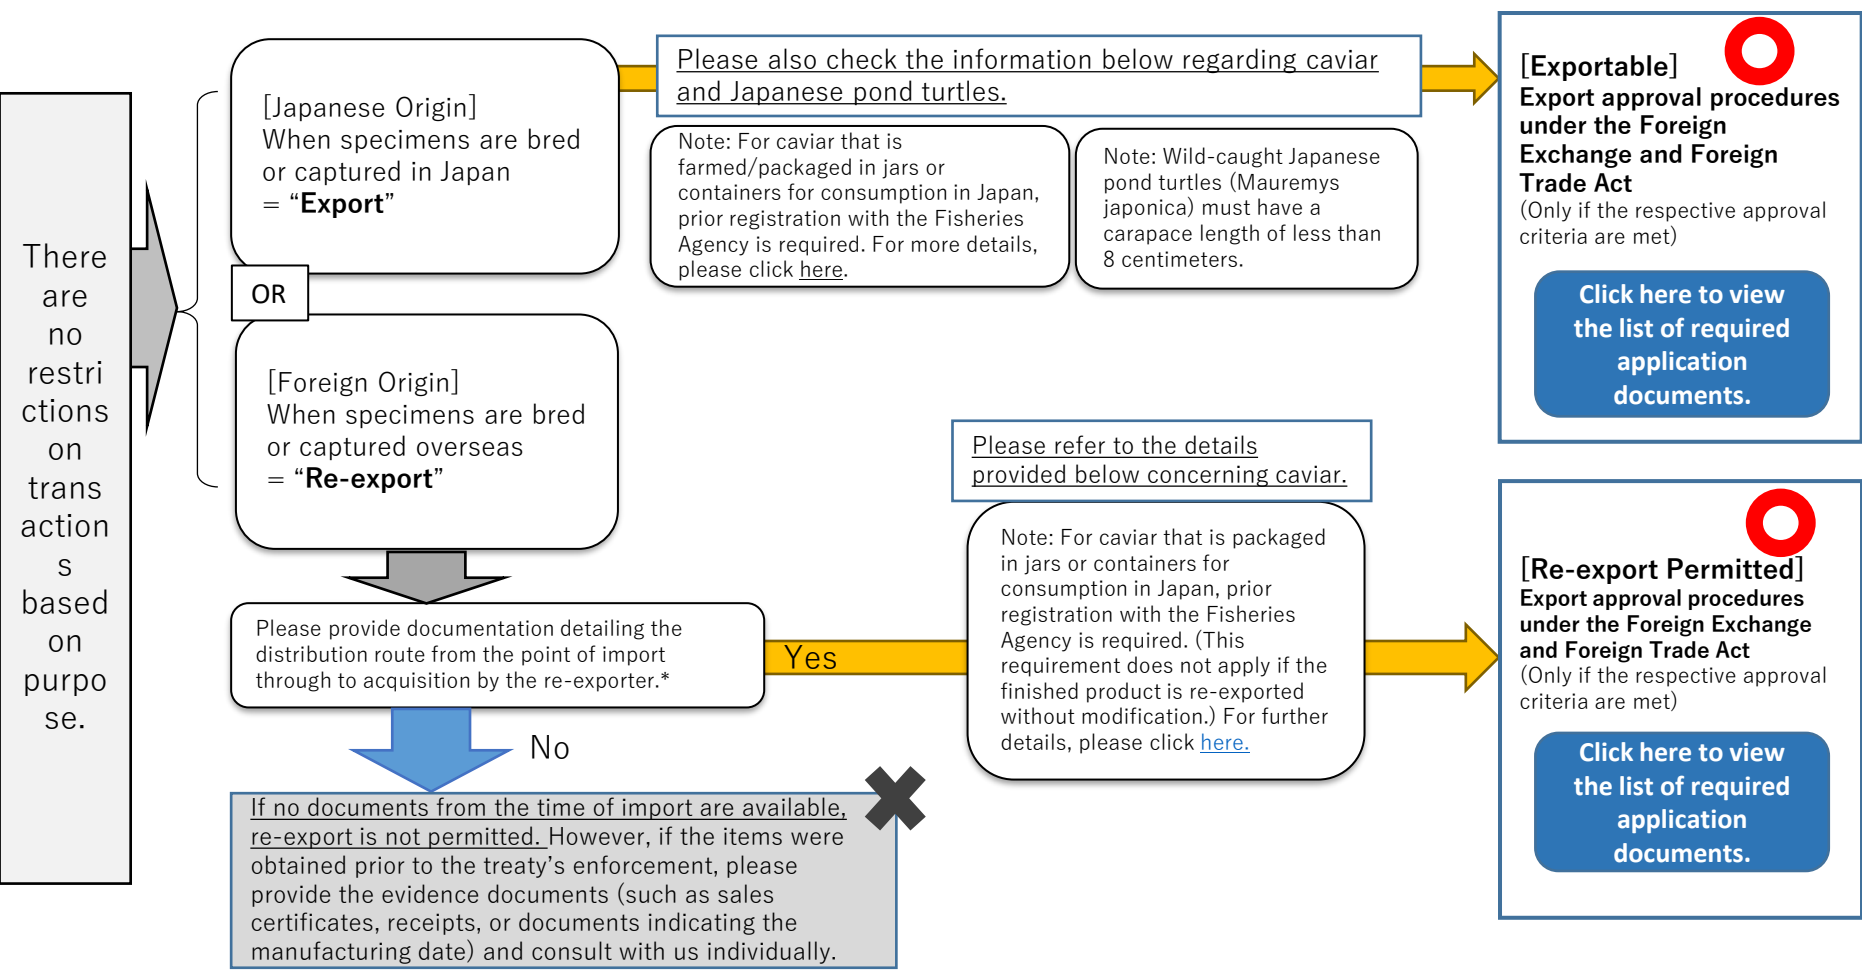 There
are
no
restri
ctions
on
trans
action
s
based
on
purpo
se.
[Japanese Origin]
When specimens are bred
or captured in Japan
= “Export”
OR
[Foreign Origin]
When specimens are bred
or captured overseas
= “Re-export”
Please also check the information below regarding caviar
and Japanese pond turtles.
Note: For caviar that is
farmed/packaged in jars or
containers for consumption in Japan,
prior registration with the Fisheries
Agency is required. For more details,
please click here.
Note: Wild-caught Japanese
pond turtles (Mauremys
japonica) must have a
carapace length of less than
8 centimeters.
[Exportable]
Export approval procedures
under the Foreign
Exchange and Foreign
Trade Act
(Only if the respective approval
criteria are met)
Click here to view
the list of required
application
documents.
Please provide documentation detailing the
distribution route from the point of import
through to acquisition by the re-exporter.*
Yes
No
Please refer to the details
provided below concerning caviar.
Note: For caviar that is packaged
in jars or containers for
consumption in Japan, prior
registration with the Fisheries
Agency is required. (This
requirement does not apply if the
finished product is re-exported
without modification.) For further
details, please click here.
[Re-export Permitted]
Export approval procedures
under the Foreign Exchange
and Foreign Trade Act
(Only if the respective approval
criteria are met)
Click here to view
the list of required
application
documents.
If no documents from the time of import are available,
re-export is not permitted. However, if the items were
obtained prior to the treaty’s enforcement, please
provide the evidence documents (such as sales
certificates, receipts, or documents indicating the
manufacturing date) and consult with us individually.